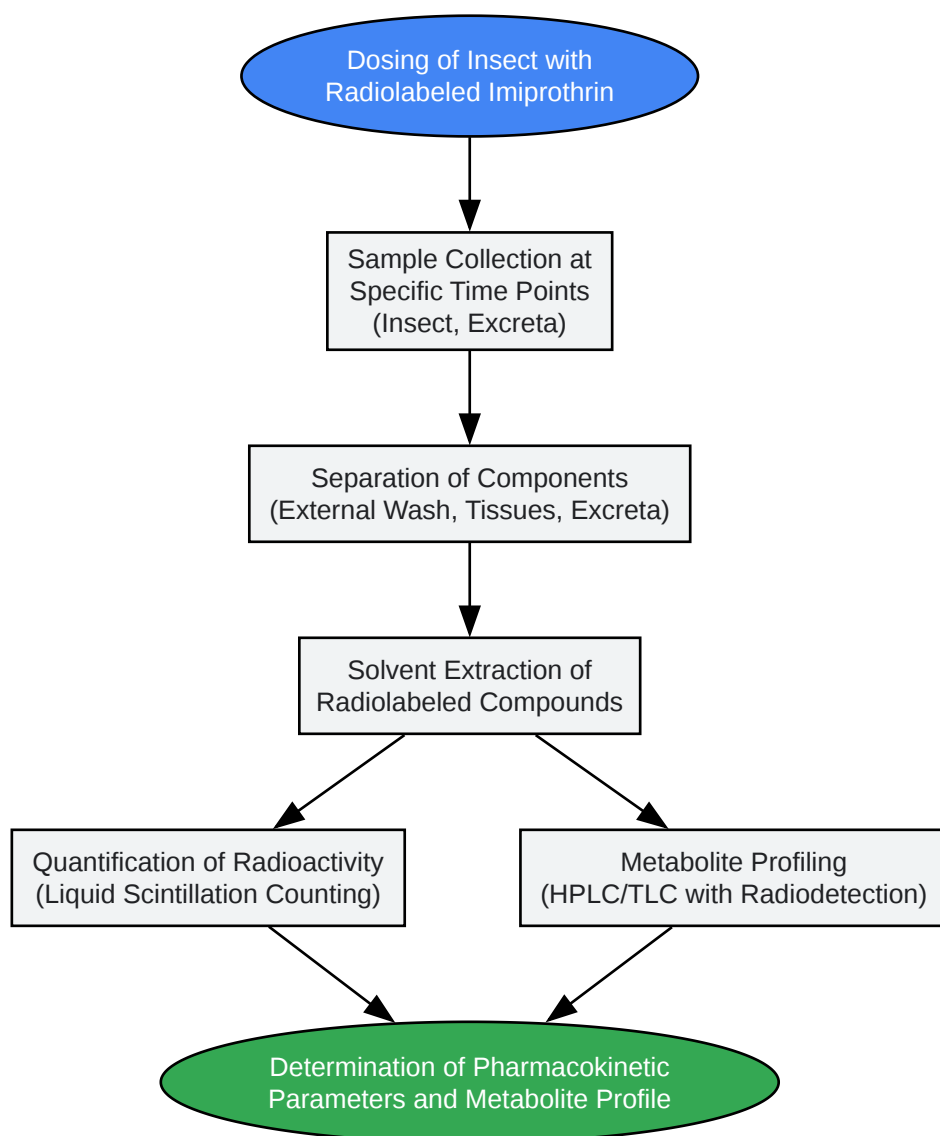 Dosing of Insect with
Radiolabeled Imiprothrin
Sample Collection at
Specific Time Points
(Insect, Excreta)
Separation of Components
(External Wash, Tissues, Excreta)
Solvent Extraction of
Radiolabeled Compounds
Quantification of Radioactivity
(Liquid Scintillation Counting)
Metabolite Profiling
(HPLC/TLC with Radiodetection)
Determination of Pharmacokinetic
Parameters and Metabolite Profile